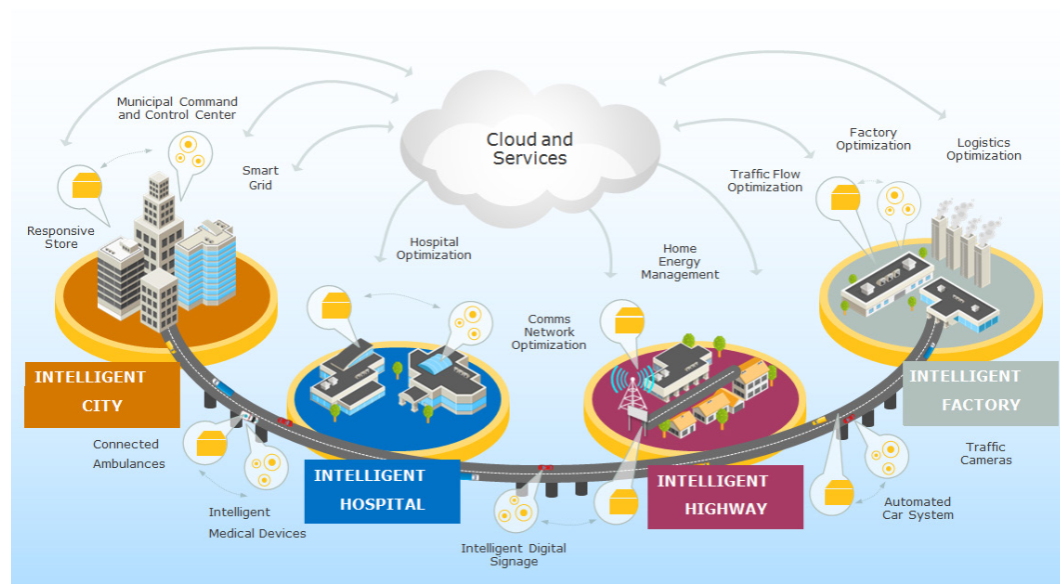 Cloud and
Services
Municipal Command
and Control Center
Smart
Grid
Responsive
Store
Hospital
Optimization
Home
Energy
Management
Traffic Flow
Optimization
Factory
Optimization
Logistics
Optimization
Comms
Network
Optimization
INTELLIGENT
CITY
INTELLIGENT
FACTORY
Connected
Ambulances
Traffic
Cameras
INTELLIGENT
HOSPITAL
INTELLIGENT
HIGHWAY
Intelligent
Medical Devices
Automated
Car System
Intelligent Digital
Signage